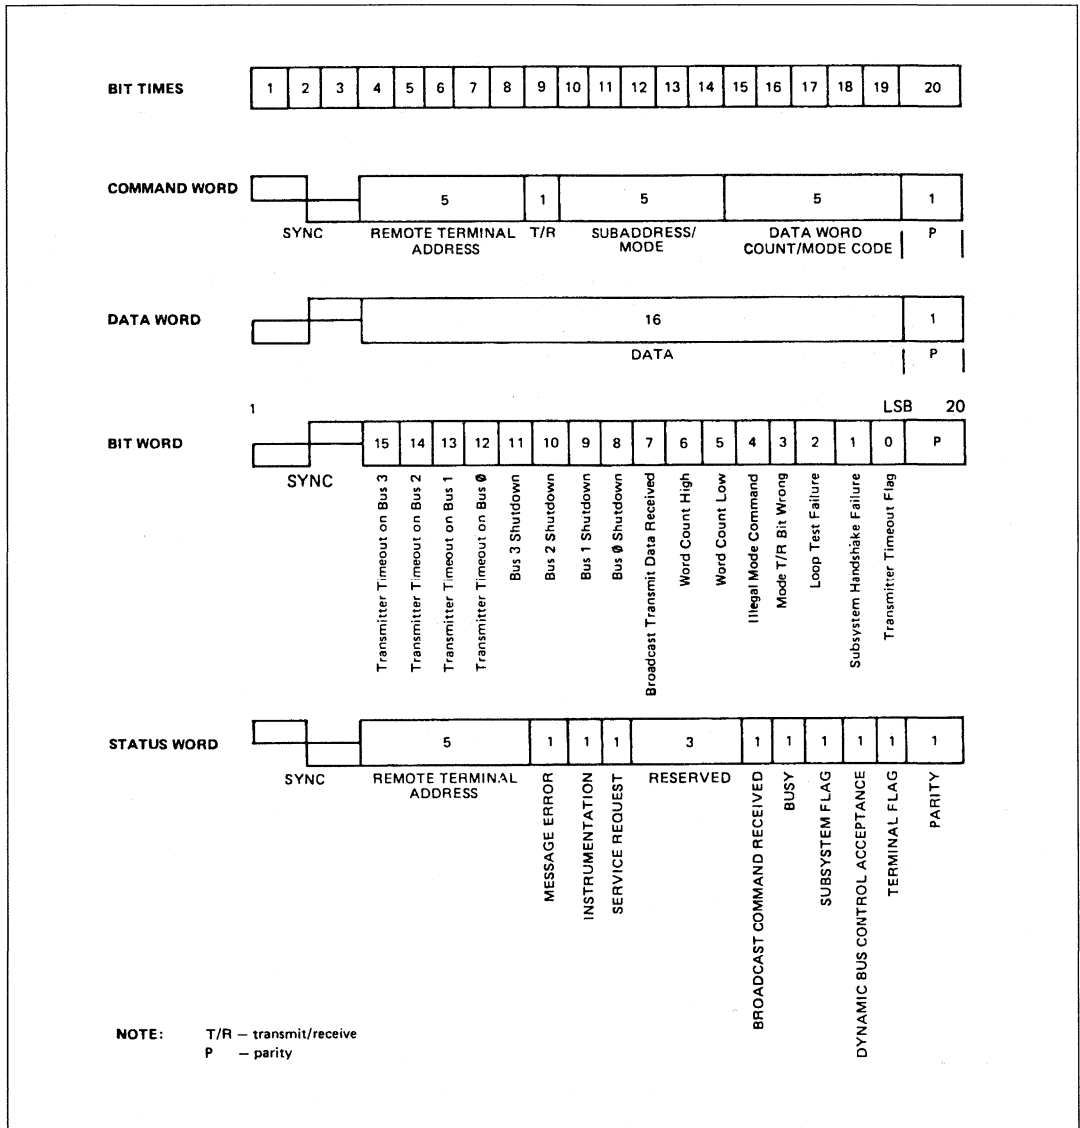 BIT TIMES 1 2 3 4 5 6 7 8 9 10 11 12 13 14 15 16 17 18 19 20
COMMAND WORD 5 1 5 5 1
SYNC REMOTE TERMINAL ADDRESS T/R SUBADDRESS/ MODE DATA WORD COUNT/MODE CODE P
DATA WORD 16 1
DATA P
1 LSB 20
BIT WORD 15 14 13 12 11 10 9 8 7 6 5 4 3 2 1 0 P
SYNC
Transmitter Timeout on Bus 3
Transmitter Timeout on Bus 2
Transmitter Timeout on Bus 1
Transmitter Timeout on Bus Ø
Bus 3 Shutdown
Bus 2 Shutdown
Bus 1 Shutdown
Bus Ø Shutdown
Broadcast Transmit Data Received
Word Count High
Word Count Low
Illegal Mode Command
Mode T/R Bit Wrong
Loop Test Failure
Subsystem Handshake Failure
Transmitter Timeout Flag
STATUS WORD 5 1 1 1 3 1 1 1 1 1 1
SYNC REMOTE TERMINAL ADDRESS
MESSAGE ERROR
INSTRUMENTATION
SERVICE REQUEST
RESERVED
BROADCAST COMMAND RECEIVED
BUSY
SUBSYSTEM FLAG
DYNAMIC BUS CONTROL ACCEPTANCE
TERMINAL FLAG
PARITY
NOTE: T/R — transmit/receive
P — parity